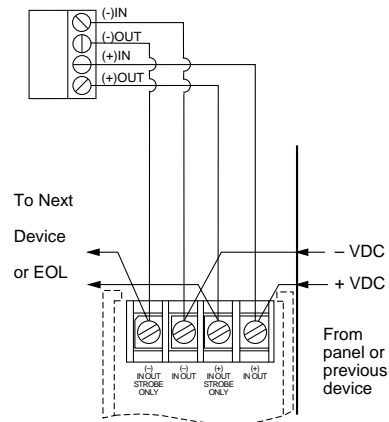 (-)IN
(-)OUT
(+)IN
(+)OUT
To Next
Device
or EOL
– VDC
+ VDC
From
panel or
previous
device
(–)
IN OUT
STROBE
ONLY
(–)
IN OUT
(+)
IN OUT
STROBE
ONLY
(+)
IN OUT